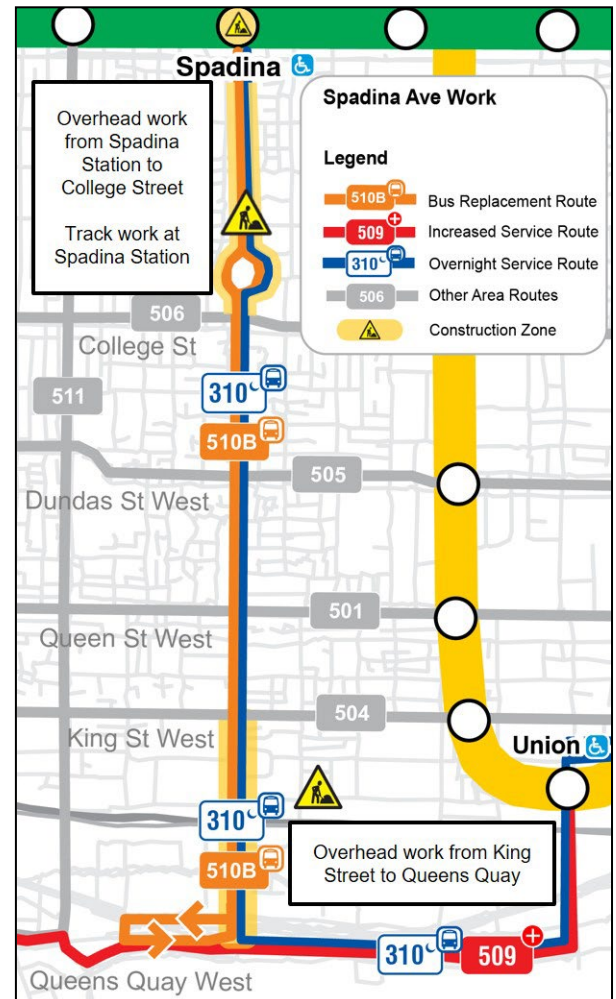 Spadina
Overhead work
from Spadina
Station to
College Street
Track work at
Spadina Station
Spadina Ave Work
Legend
510B Bus Replacement Route
509 Increased Service Route
310 Overnight Service Route
506 Other Area Routes
Construction Zone
506
College St
511
310
510B
505
Dundas St West
501
Queen St West
504
King St West
Union
310
510B
Overhead work from King
Street to Queens Quay
310 509
Queens Quay West